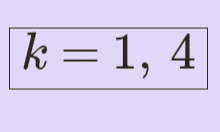 k = 1, 4